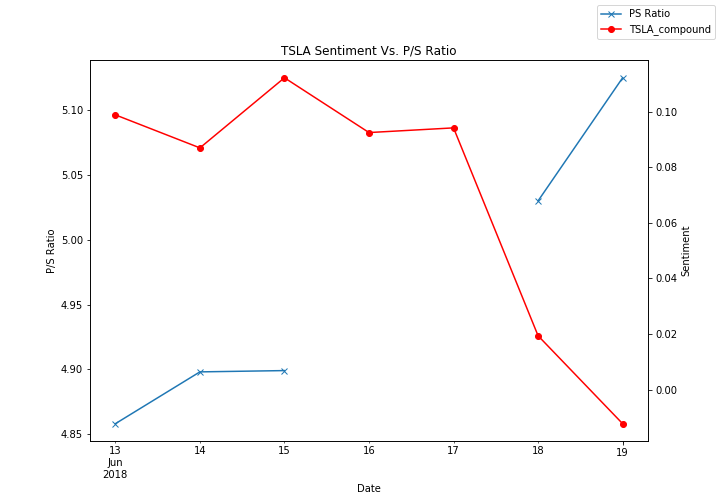 PS Ratio
TSLA_compound
TSLA Sentiment Vs. P/S Ratio
5.10
5.05
5.00
4.95
4.90
4.85
P/S Ratio
0.10
0.08
0.06
0.04
0.02
0.00
Sentiment
13 14 15 16 17 18 19
Jun
2018
Date